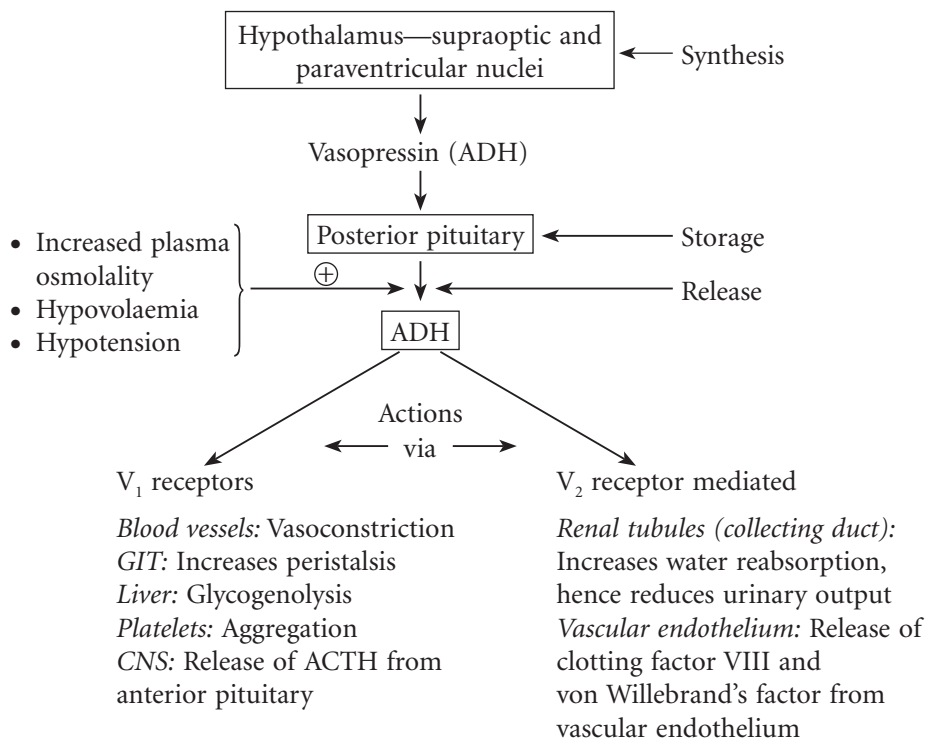 Hypothalamus—supraoptic and
paraventricular nuclei
Synthesis
Vasopressin (ADH)
Posterior pituitary
Storage
• Increased plasma
osmolality
• Hypovolaemia
• Hypotension
+
Release
ADH
Actions
via
V₁ receptors
Blood vessels: Vasoconstriction
GIT: Increases peristalsis
Liver: Glycogenolysis
Platelets: Aggregation
CNS: Release of ACTH from
anterior pituitary
V₂ receptor mediated
Renal tubules (collecting duct):
Increases water reabsorption,
hence reduces urinary output
Vascular endothelium: Release of
clotting factor VIII and
von Willebrand’s factor from
vascular endothelium